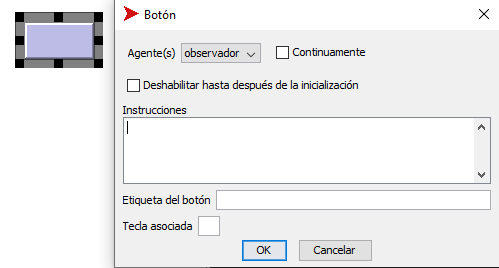 Botón
Agente(s) observador Continuamente
Deshabilitar hasta después de la inicialización
Instrucciones
Etiqueta del botón
Tecla asociada
OK Cancelar